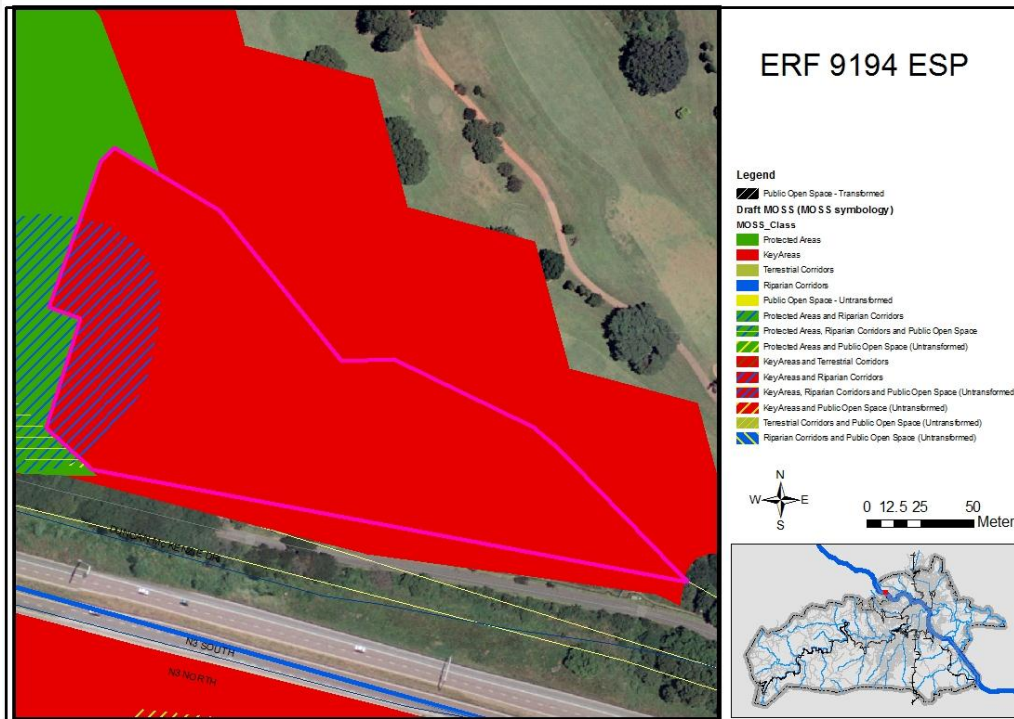 ERF 9194 ESP
Legend
Public Open Space - Transformed
Draft MOSS (MOSS symbology)
MOSS_Class
Protected Areas
KeyAreas
Terrestrial Corridors
Riparian Corridors
Public Open Space - Untransformed
Protected Areas and Riparian Corridors
Protected Areas, Riparian Corridors and Public Open Space
Protected Areas and Public Open Space (Untransformed)
KeyAreas and Terrestrial Corridors
KeyAreas and Riparian Corridors
KeyAreas, Riparian Corridors and Public Open Space (Untransformed
KeyAreas and Public Open Space (Untransformed)
Terrestrial Corridors and Public Open Space (Untransformed)
Riparian Corridors and Public Open Space (Untransformed)
N
W E
S
0 12.5 25 50
Meter
N3 SOUTH
N3 NORTH